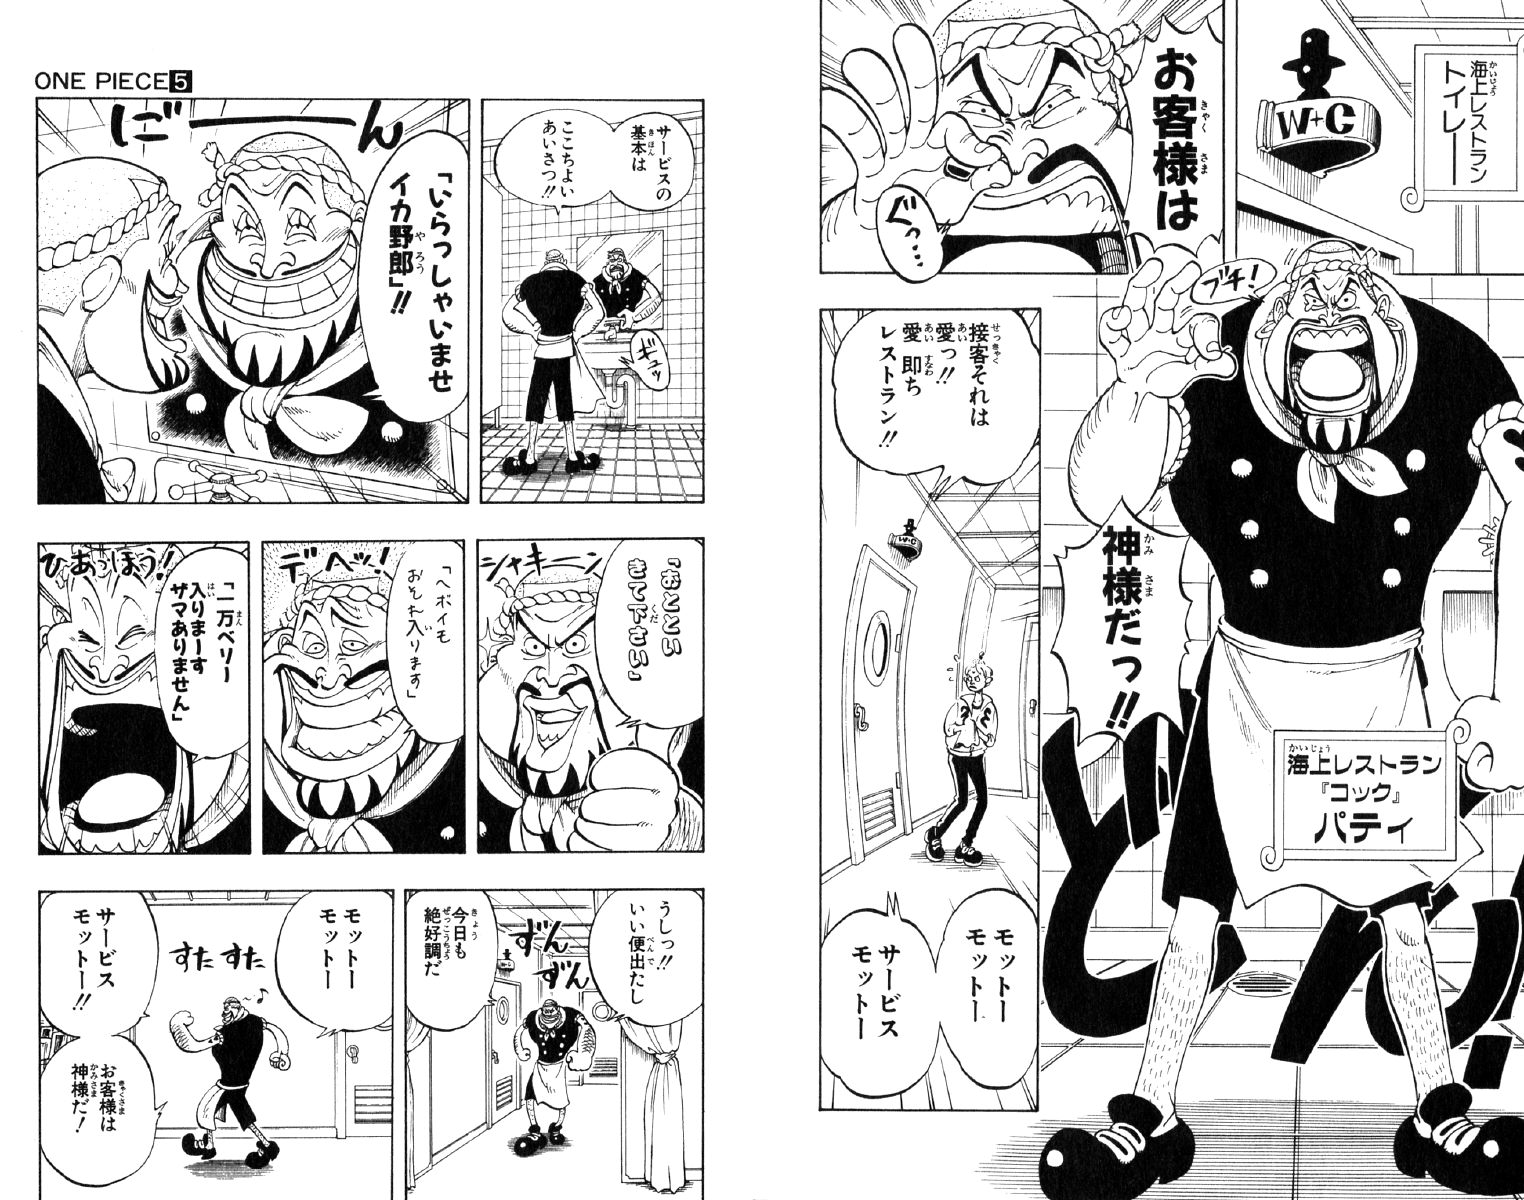 海上レストラン
トイレ
W+C
お客様は
ぐっ…
ブチ!
神様だっ!!
どん!
海上レストラン
『コック』
パティ
接客それは
愛っ!!
愛即ち
レストラン!!
W+C
モットー
モットー
サービス
モットー
ONE PIECE 5
サービスの
基本は
ここちよい
あいさつ!!
ギュッ
にーーん
「いらっしゃいませ
イカ野郎」!!
シャキーン
「おととい
きて下さい」
デヘッ!
「ヘボイモ
おそれ入ります」
ひあっほう!
「一万ベリー
入りまーす
ザマありません」
うしっ!!
いい便出たし
今日も
絶好調だ
ずん
ずん
モットー
モットー
すた すた
サービス
モットー!!
お客様は
神様だ!